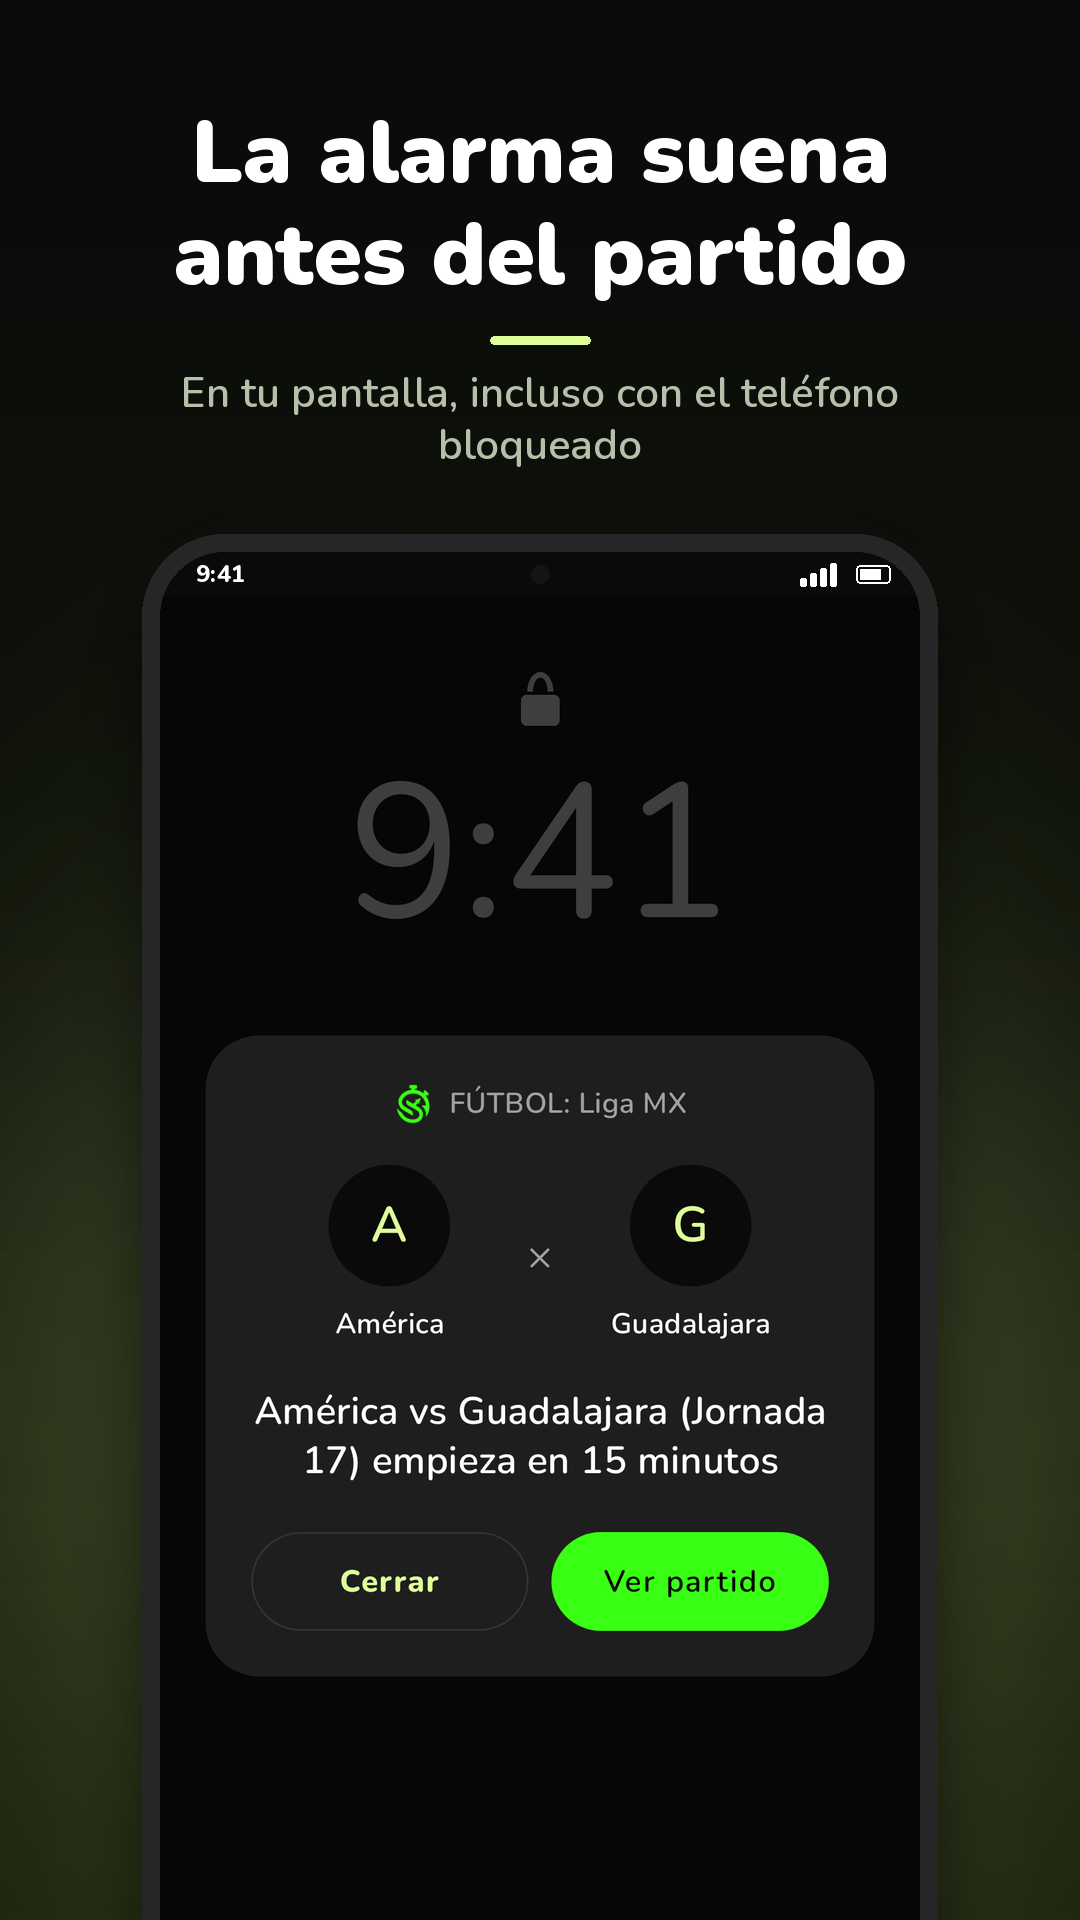 La alarma suena
antes del partido
En tu pantalla, incluso con el teléfono
bloqueado
9:41
9:41
FÚTBOL: Liga MX
A
G
×
América
Guadalajara
América vs Guadalajara (Jornada
17) empieza en 15 minutos
Cerrar
Ver partido